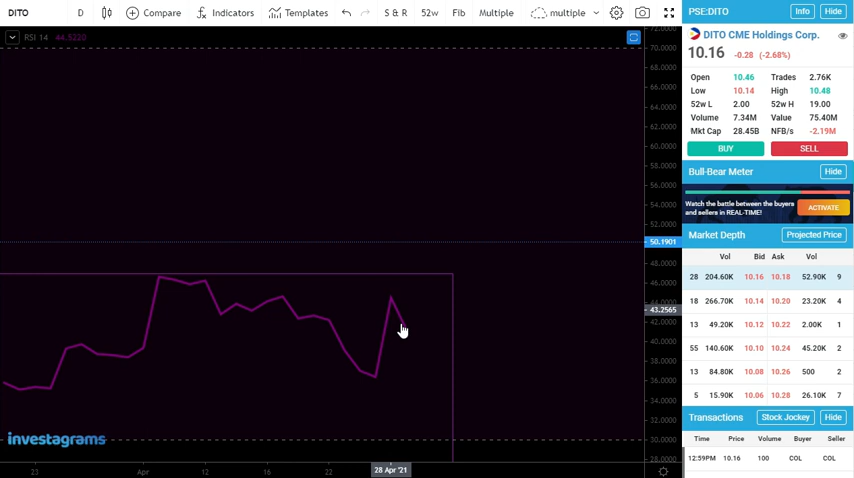 DITO D Compare Indicators Templates S & R 52w Fib Multiple multiple
RSI 14 44.5220
72.0000
70.0000
68.0000
66.0000
64.0000
62.0000
60.0000
58.0000
56.0000
54.0000
52.0000
50.1901
48.0000
46.0000
44.0000
43.2565
42.0000
40.0000
38.0000
36.0000
34.0000
32.0000
30.0000
28.0000
investagrams
23 Apr 12 16 22 28 Apr '21
PSE:DITO Info Hide
DITO CME Holdings Corp.
10.16 -0.28 (-2.68%)
Open 10.46 Trades 2.76K
Low 10.14 High 10.48
52w L 2.00 52w H 19.00
Volume 7.34M Value 75.40M
Mkt Cap 28.45B NFB/s -2.19M
BUY SELL
Bull-Bear Meter Hide
Watch the battle between the buyers
and sellers in REAL-TIME!
ACTIVATE
Market Depth Projected Price
Vol Bid Ask Vol
28 204.60K 10.16 10.18 52.90K 9
18 266.70K 10.14 10.20 23.20K 4
13 49.20K 10.12 10.22 2.00K 1
55 140.60K 10.10 10.24 45.20K 2
13 84.80K 10.08 10.26 500 2
5 15.90K 10.06 10.28 26.10K 7
Transactions Stock Jockey Hide
Time Price Volume Buyer Seller
12:59PM 10.16 100 COL COL